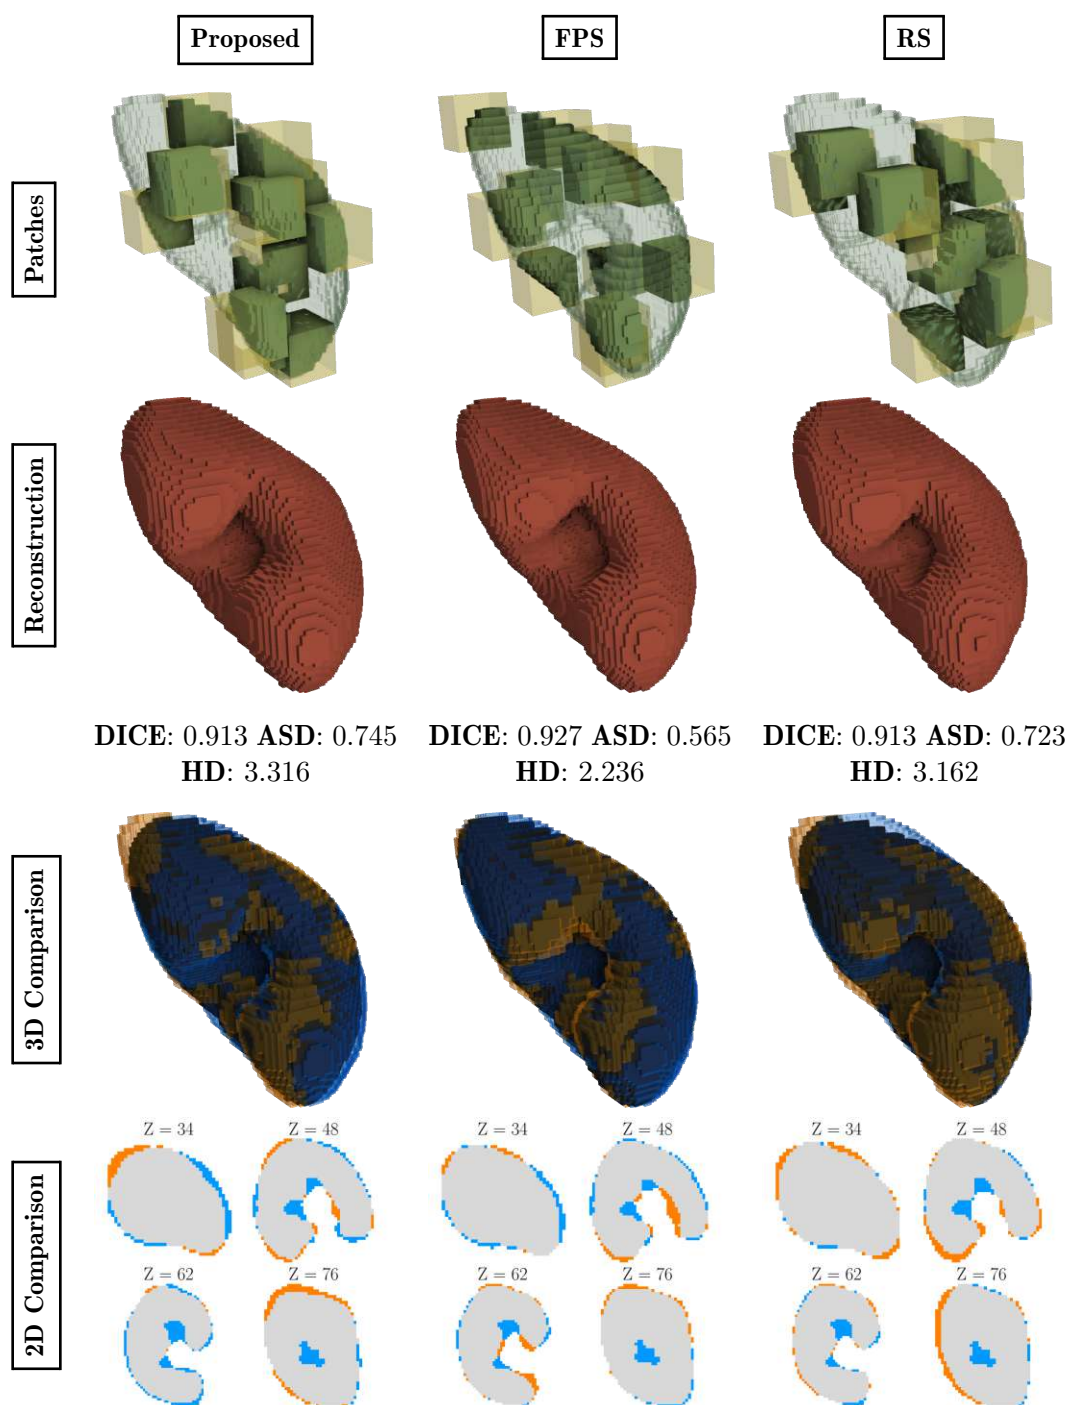 Proposed
FPS
RS
Patches
Reconstruction
DICE: 0.913 ASD: 0.745
HD: 3.316
DICE: 0.927 ASD: 0.565
HD: 2.236
DICE: 0.913 ASD: 0.723
HD: 3.162
3D Comparison
2D Comparison
Z = 34
Z = 48
Z = 34
Z = 48
Z = 34
Z = 48
Z = 62
Z = 76
Z = 62
Z = 76
Z = 62
Z = 76